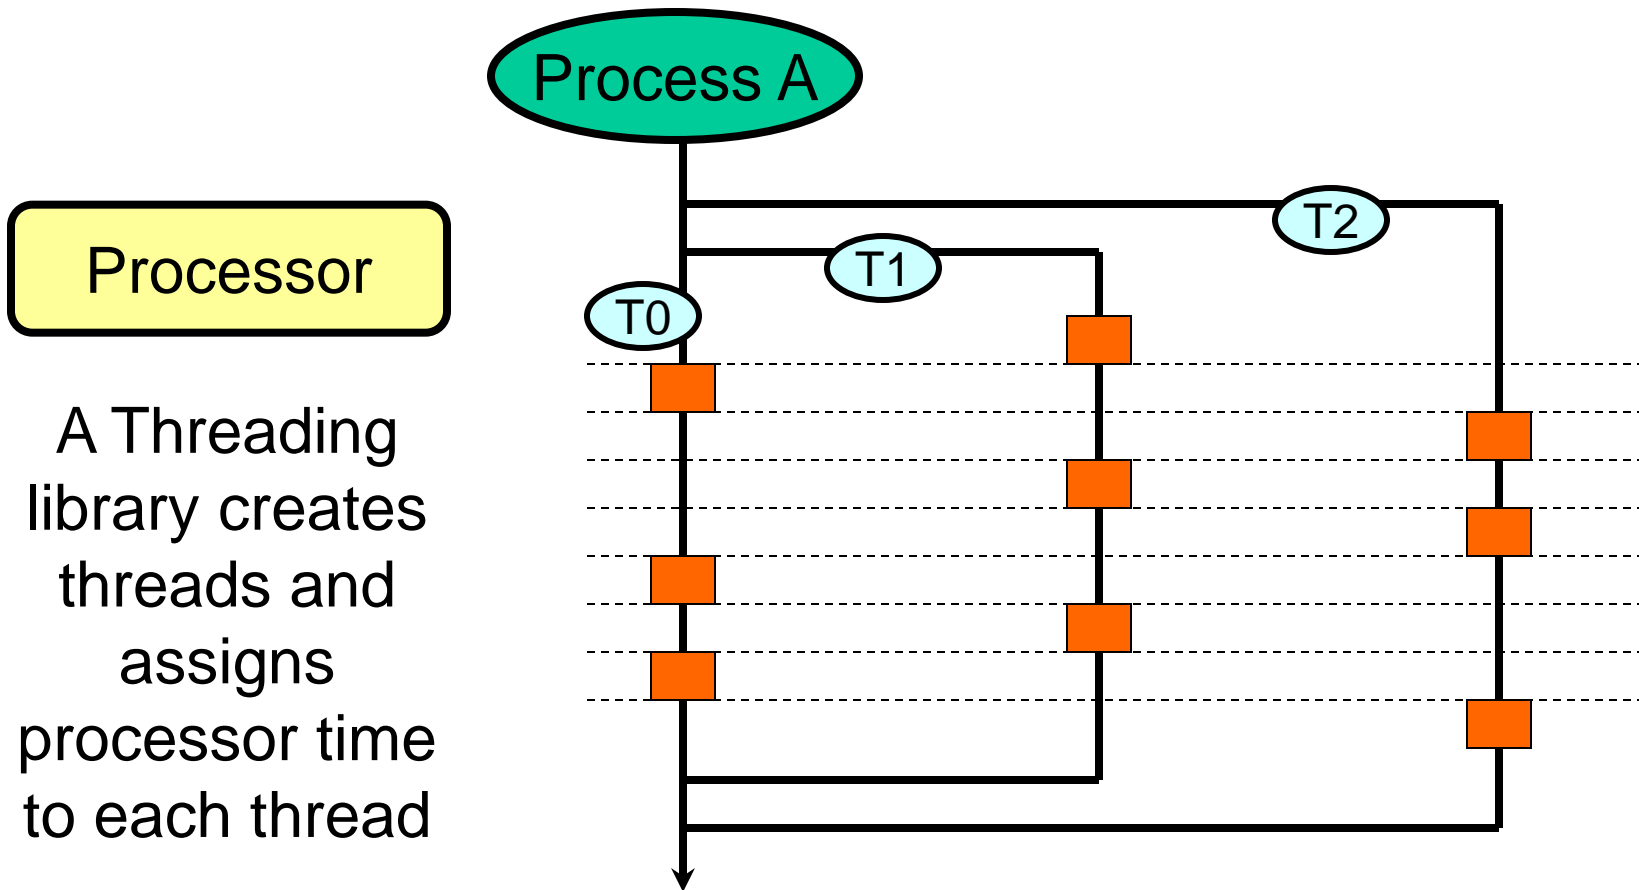 Process A
T2
T1
T0
Processor
A Threading
library creates
threads and
assigns
processor time
to each thread